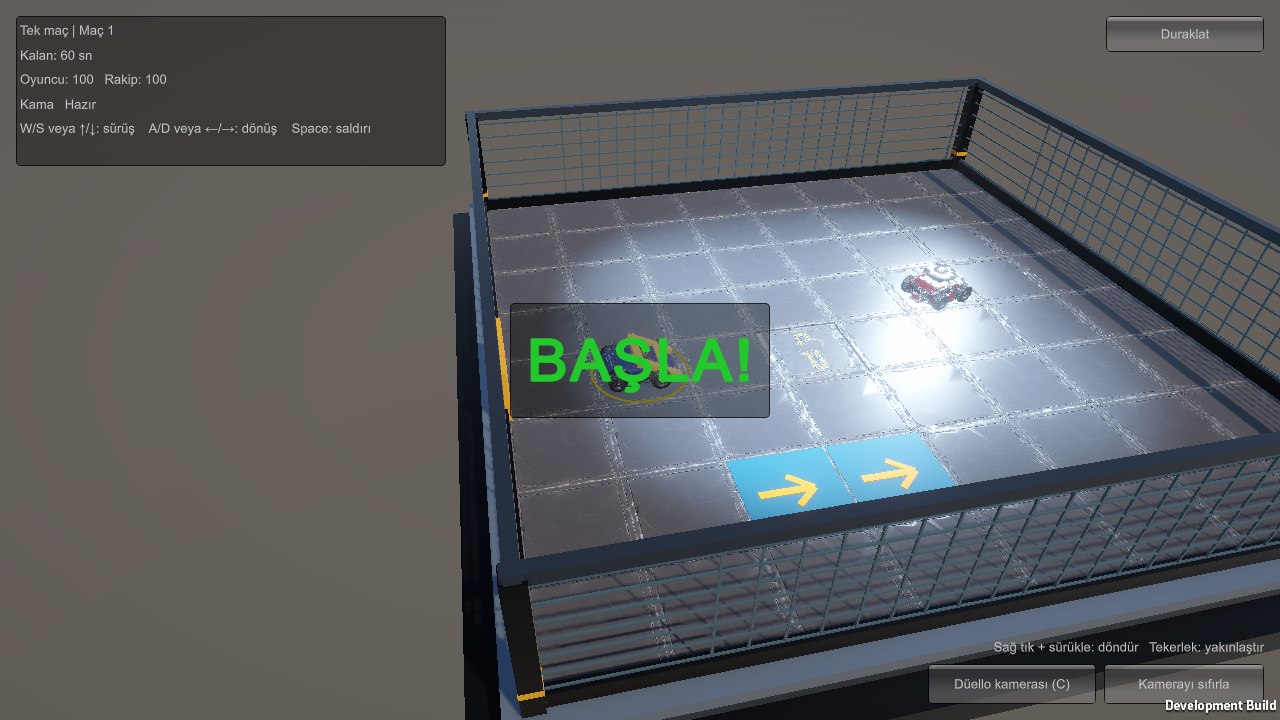 Tek maç | Maç 1
Duraklat
Kalan: 60 sn
Oyuncu: 100 Rakip: 100
Kama Hazır
W/S veya ↑/↓: sürüş A/D veya ←/→: dönüş Space: saldırı
BAŞLA!
Sağ tık + sürükle: döndür Tekerlek: yakınlaştır
Düello kamerası (C) Kamerayı sıfırla
Development Build